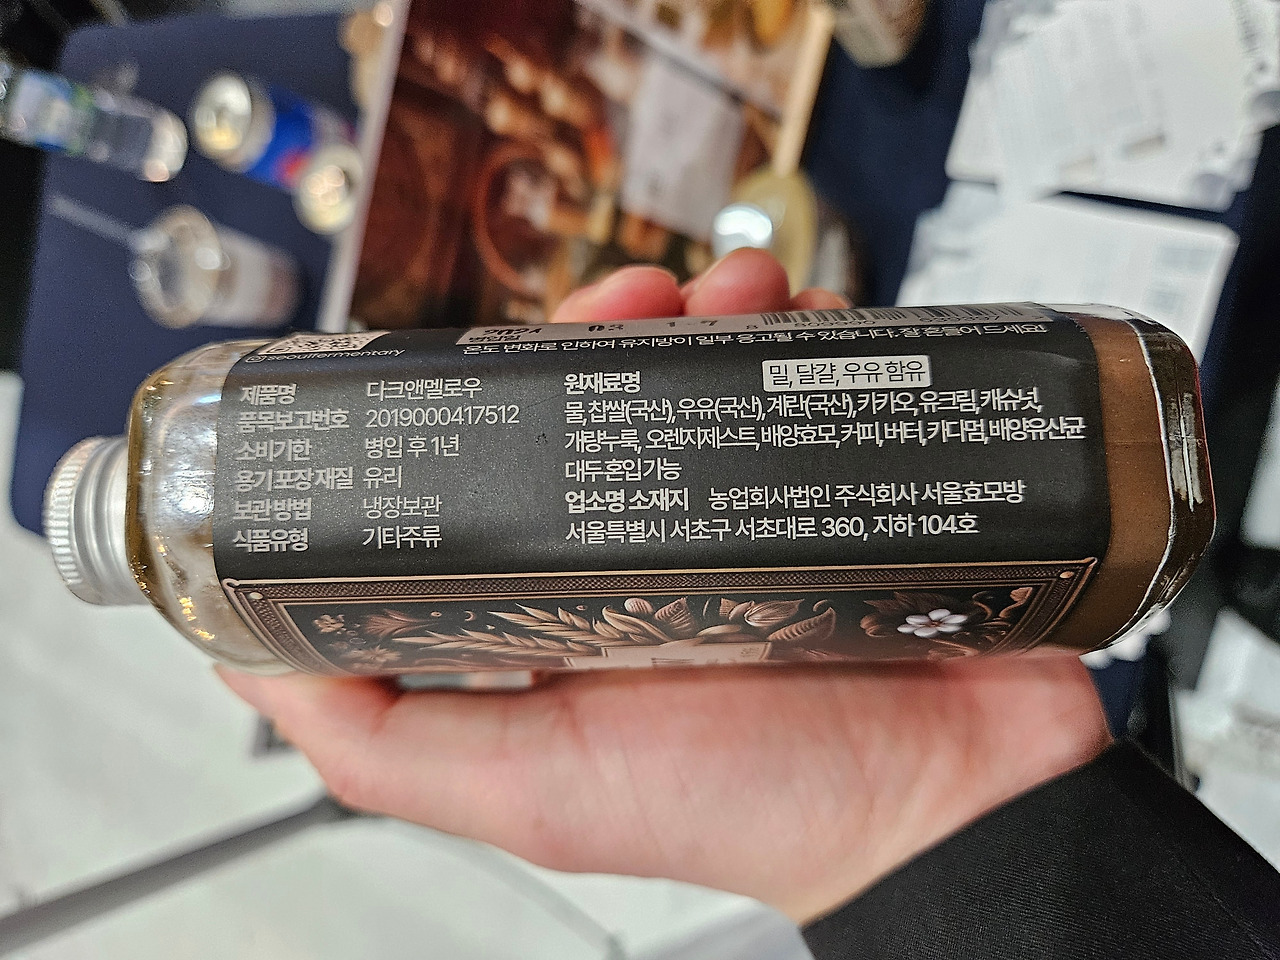 @seoulfermentary
2024 03
온도 변화로 인하여 유지방이 일부 응고될 수 있습니다. 잘 흔들어 드세요!
제품명 다크앤멜로우
품목보고번호 2019000417512
소비기한 병입 후 1년
용기포장재질 유리
보관방법 냉장보관
식품유형 기타주류
원재료명 밀, 달걀, 우유 함유
물, 찹쌀(국산), 우유(국산), 계란(국산), 카카오, 유크림, 캐슈넛,
개량누룩, 오렌지제스트, 배양효모, 커피, 버터, 카다멈, 배양유산균
대두 혼입 가능
업소명 소재지 농업회사법인 주식회사 서울효모방
서울특별시 서초구 서초대로 360, 지하 104호